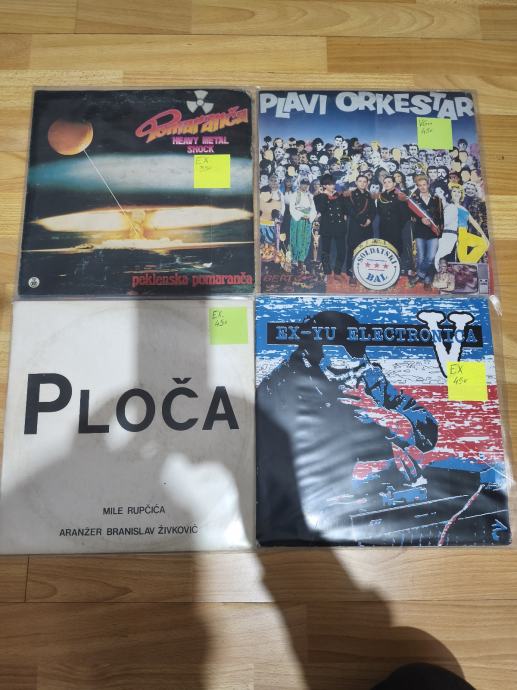 Pomaranča
HEAVY METAL
SHOCK
EX
35€
peklenska pomaranča
PLAVI ORKESTAR
45€
SOLDATSKI
BAL
EX
45€
PLOČA
MILE RUPČIĆA
ARANŽER BRANISLAV ŽIVKOVIĆ
EX-YU ELECTRONICA
V
EX
45€